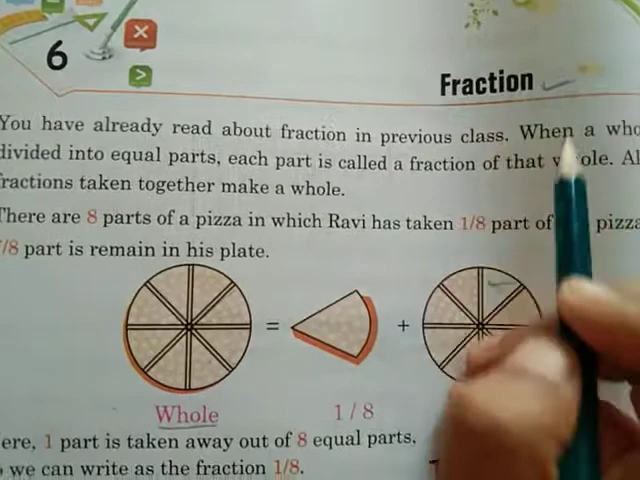 6
Fraction
You have already read about fraction in previous class. When a
divided into equal parts, each part is called a fraction of that
fractions taken together make a whole.
There are 8 parts of a pizza in which Ravi has taken 1/8 part of pizza
/8 part is remain in his plate.
= +
Whole 1/8
ere, 1 part is taken away out of 8 equal parts,
we can write as the fraction 1/8.